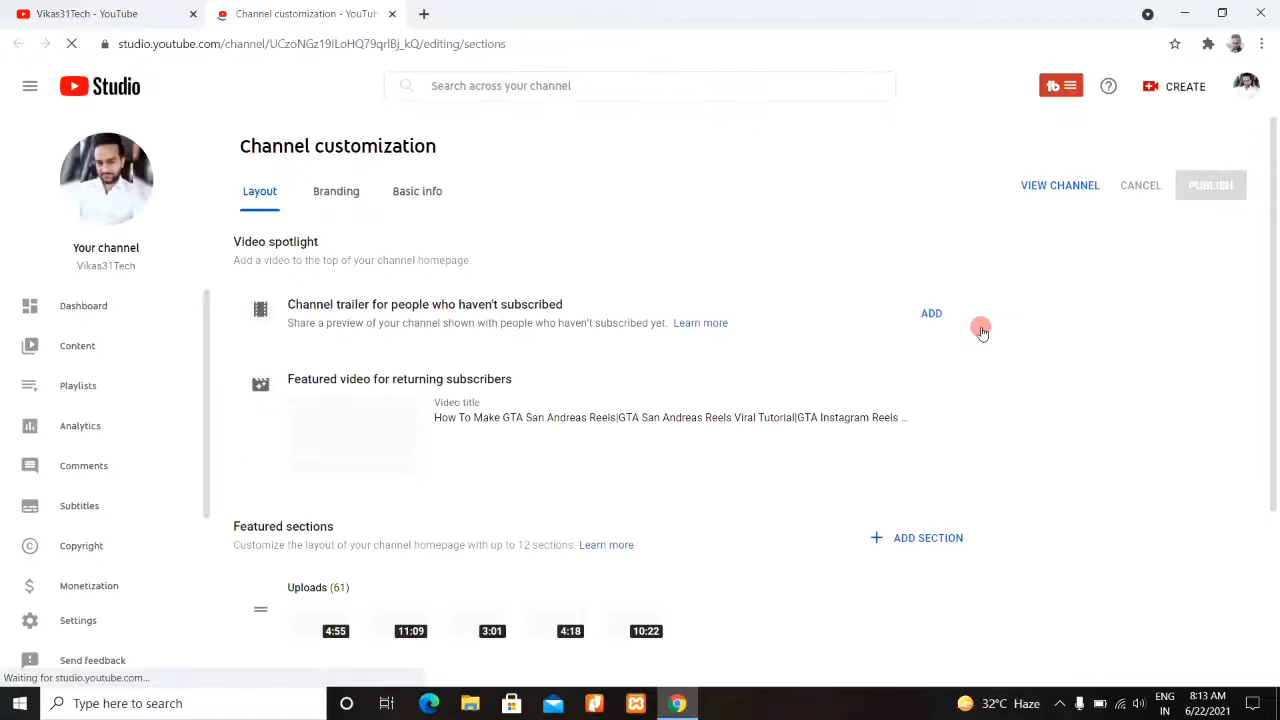 Vikas31Tech - YouTube
Channel customization - YouTub
studio.youtube.com/channel/UCzoNGz19ILoHQ79qrlBj_kQ/editing/sections
Studio
Search across your channel
tb
CREATE
Channel customization
Layout
Branding
Basic info
VIEW CHANNEL
CANCEL
PUBLISH
Your channel
Vikas31Tech
Video spotlight
Add a video to the top of your channel homepage
Dashboard
Channel trailer for people who haven't subscribed
ADD
Share a preview of your channel shown with people who haven't subscribed yet. Learn more
Content
Featured video for returning subscribers
Playlists
Video title
How To Make GTA San Andreas Reels|GTA San Andreas Reels Viral Tutorial|GTA Instagram Reels ...
Analytics
Comments
Subtitles
Featured sections
Customize the layout of your channel homepage with up to 12 sections. Learn more
ADD SECTION
Copyright
Monetization
Uploads (61)
Settings
4:55
11:09
3:01
4:18
10:22
Send feedback
Waiting for studio.youtube.com...
Type here to search
32°C Haze
ENG
IN
8:13 AM
6/22/2021